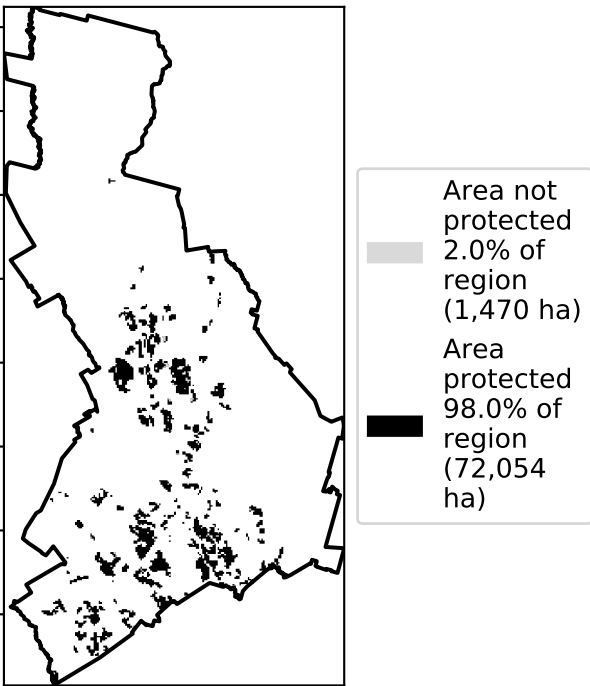 Area not
protected
2.0% of
region
(1,470 ha)
Area
protected
98.0% of
region
(72,054
ha)